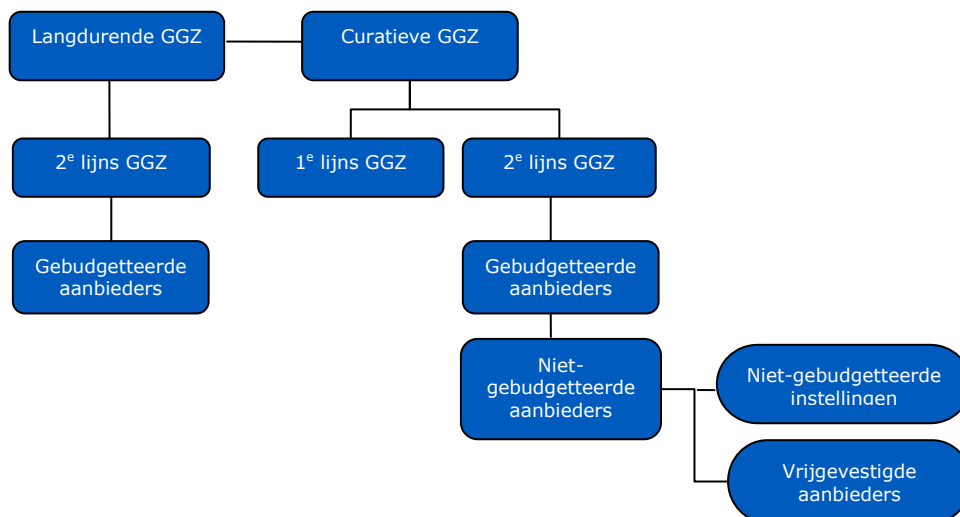 Langdurende GGZ
Curatieve GGZ
2e lijns GGZ
1e lijns GGZ
2e lijns GGZ
Gebudgetteerde
aanbieders
Gebudgetteerde
aanbieders
Niet-
gebudgetteerde
aanbieders
Niet-gebudgetteerde
instellingen
Vrijgevestigde
aanbieders